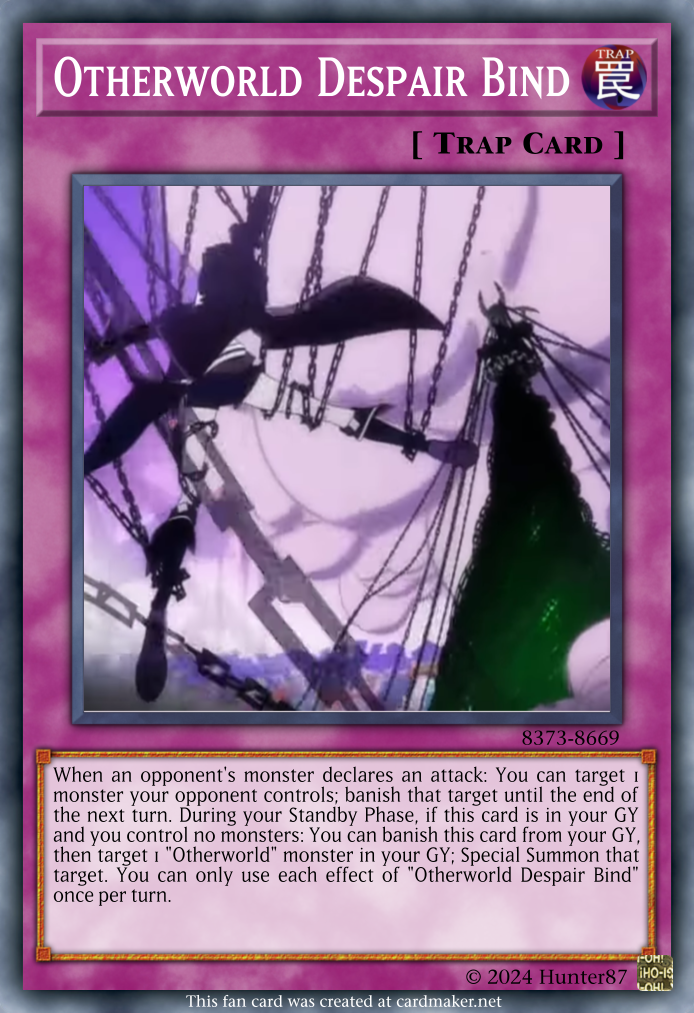 Otherworld Despair Bind
TRAP
罠
[ Trap Card ]
8373-8669
When an opponent's monster declares an attack: You can target 1
monster your opponent controls; banish that target until the end of
the next turn. During your Standby Phase, if this card is in your GY
and you control no monsters: You can banish this card from your GY,
then target 1 "Otherworld" monster in your GY; Special Summon that
target. You can only use each effect of "Otherworld Despair Bind"
once per turn.
© 2024 Hunter87
This fan card was created at cardmaker.net